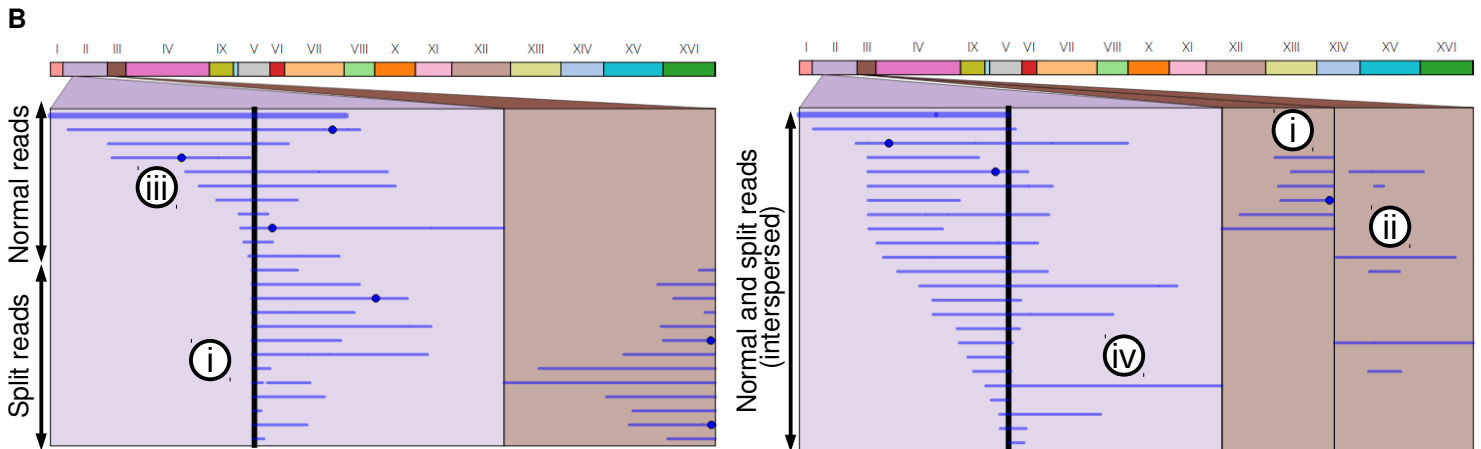 B
I II III IV IX V VI VII VIII X XI XII XIII XIV XV XVI
Normal reads
Split reads
iii
i
I II III IV IX V VI VII VIII X XI XII XIII XIV XV XVI
Normal and split reads
(interspersed)
i
ii
iv